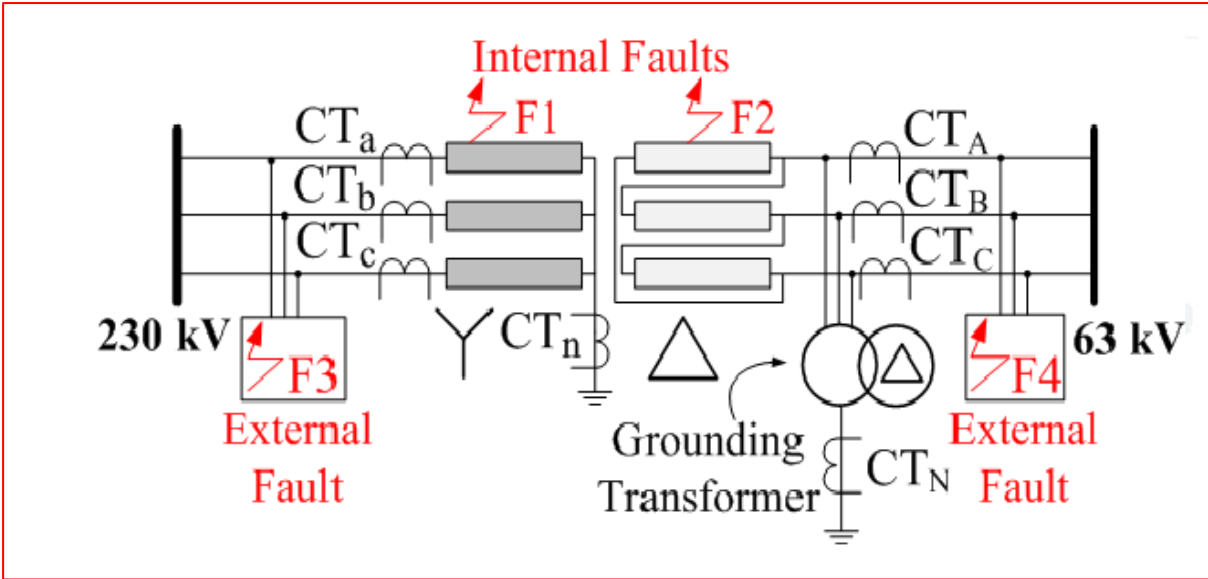 Internal Faults
F1
F2
CTa
CTb
CTc
CTA
CTB
CTC
230 kV
F3
External
Fault
CTn
Grounding
Transformer
CTN
63 kV
F4
External
Fault